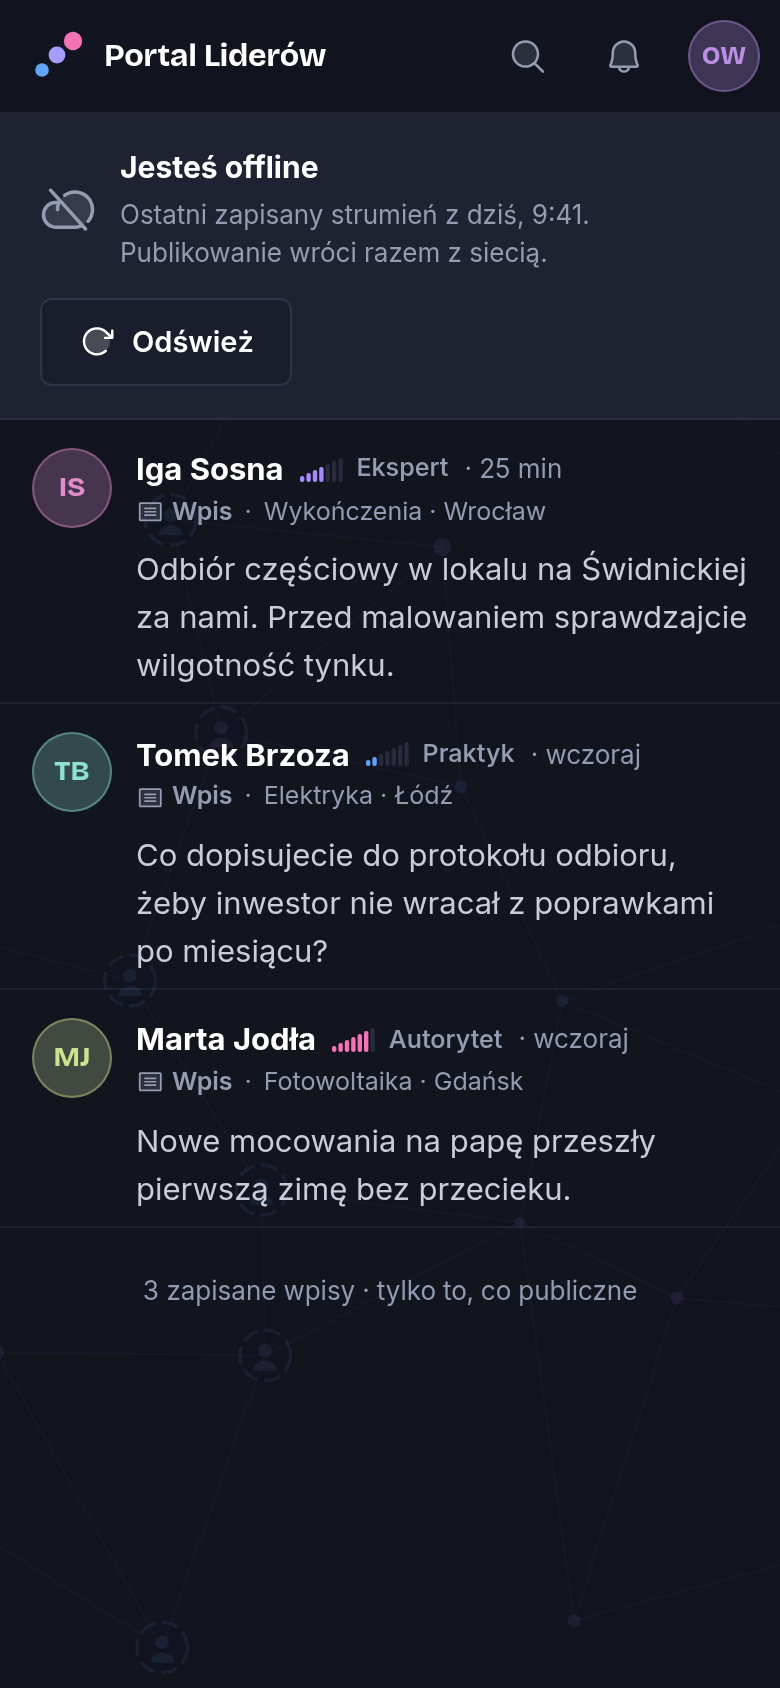 Portal Liderów
OW
Jesteś offline
Ostatni zapisany strumień z dziś, 9:41.
Publikowanie wróci razem z siecią.
Odśwież
IS
Iga Sosna Ekspert · 25 min
Wpis · Wykończenia · Wrocław
Odbiór częściowy w lokalu na Świdnickiej
za nami. Przed malowaniem sprawdzajcie
wilgotność tynku.
TB
Tomek Brzoza Praktyk · wczoraj
Wpis · Elektryka · Łódź
Co dopisujecie do protokołu odbioru,
żeby inwestor nie wracał z poprawkami
po miesiącu?
MJ
Marta Jodła Autorytet · wczoraj
Wpis · Fotowoltaika · Gdańsk
Nowe mocowania na papę przeszły
pierwszą zimę bez przecieku.
3 zapisane wpisy · tylko to, co publiczne